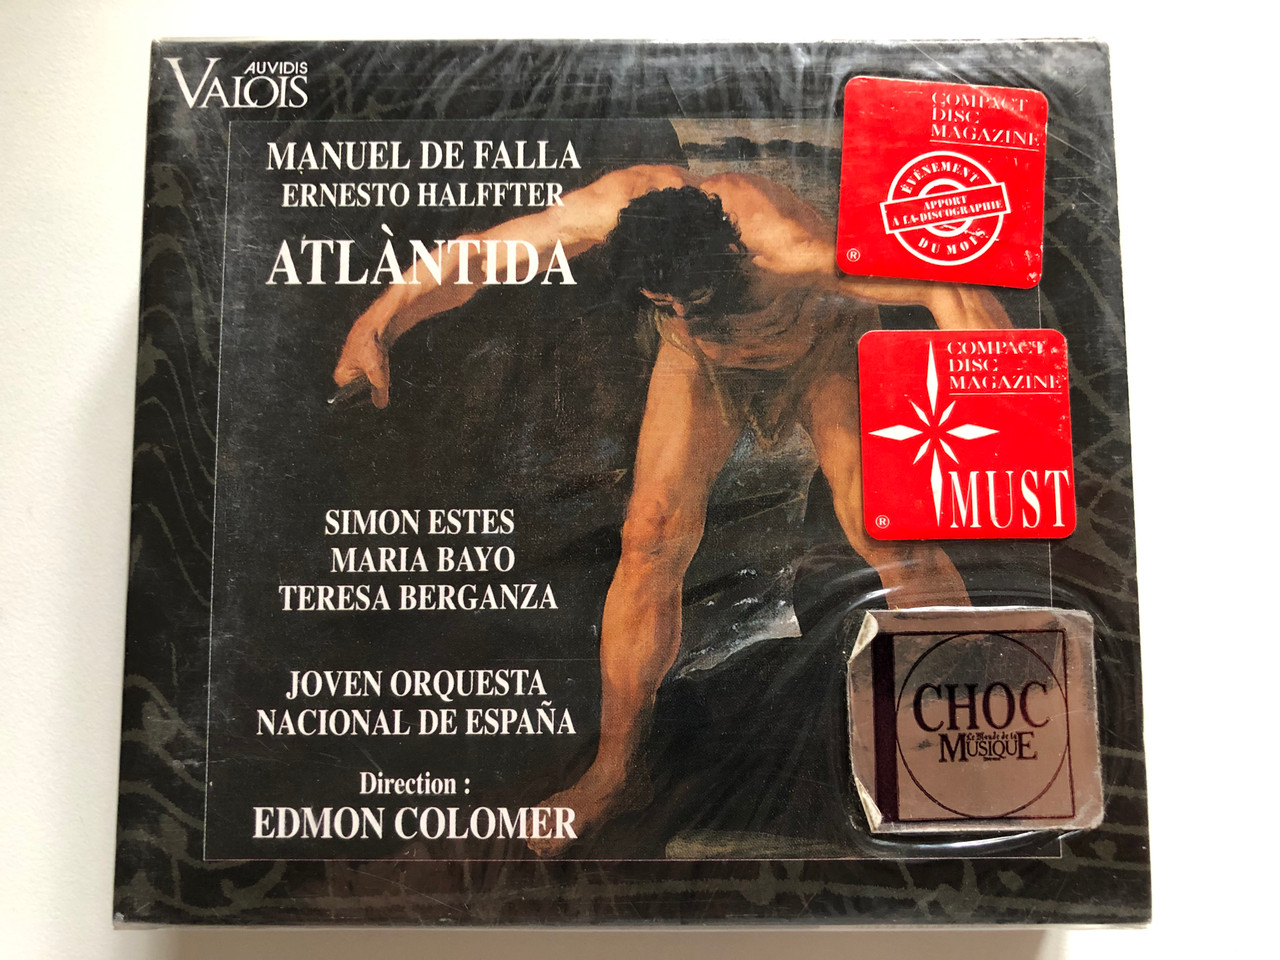 AUVIDIS
VALOIS
MANUEL DE FALLA
ERNESTO HALFFTER
ATLÀNTIDA
SIMON ESTES
MARIA BAYO
TERESA BERGANZA
JOVEN ORQUESTA
NACIONAL DE ESPAÑA
Direction :
EDMON COLOMER
COMPACT
DISC
MAGAZINE
ÉVÉNEMENT
APPORT
A LA-DISCOGRAPHIE
DU MOIS
®
COMPACT
DISC
MAGAZINE
MUST
®
CHOC
Le Monde de la
MUSIQUE